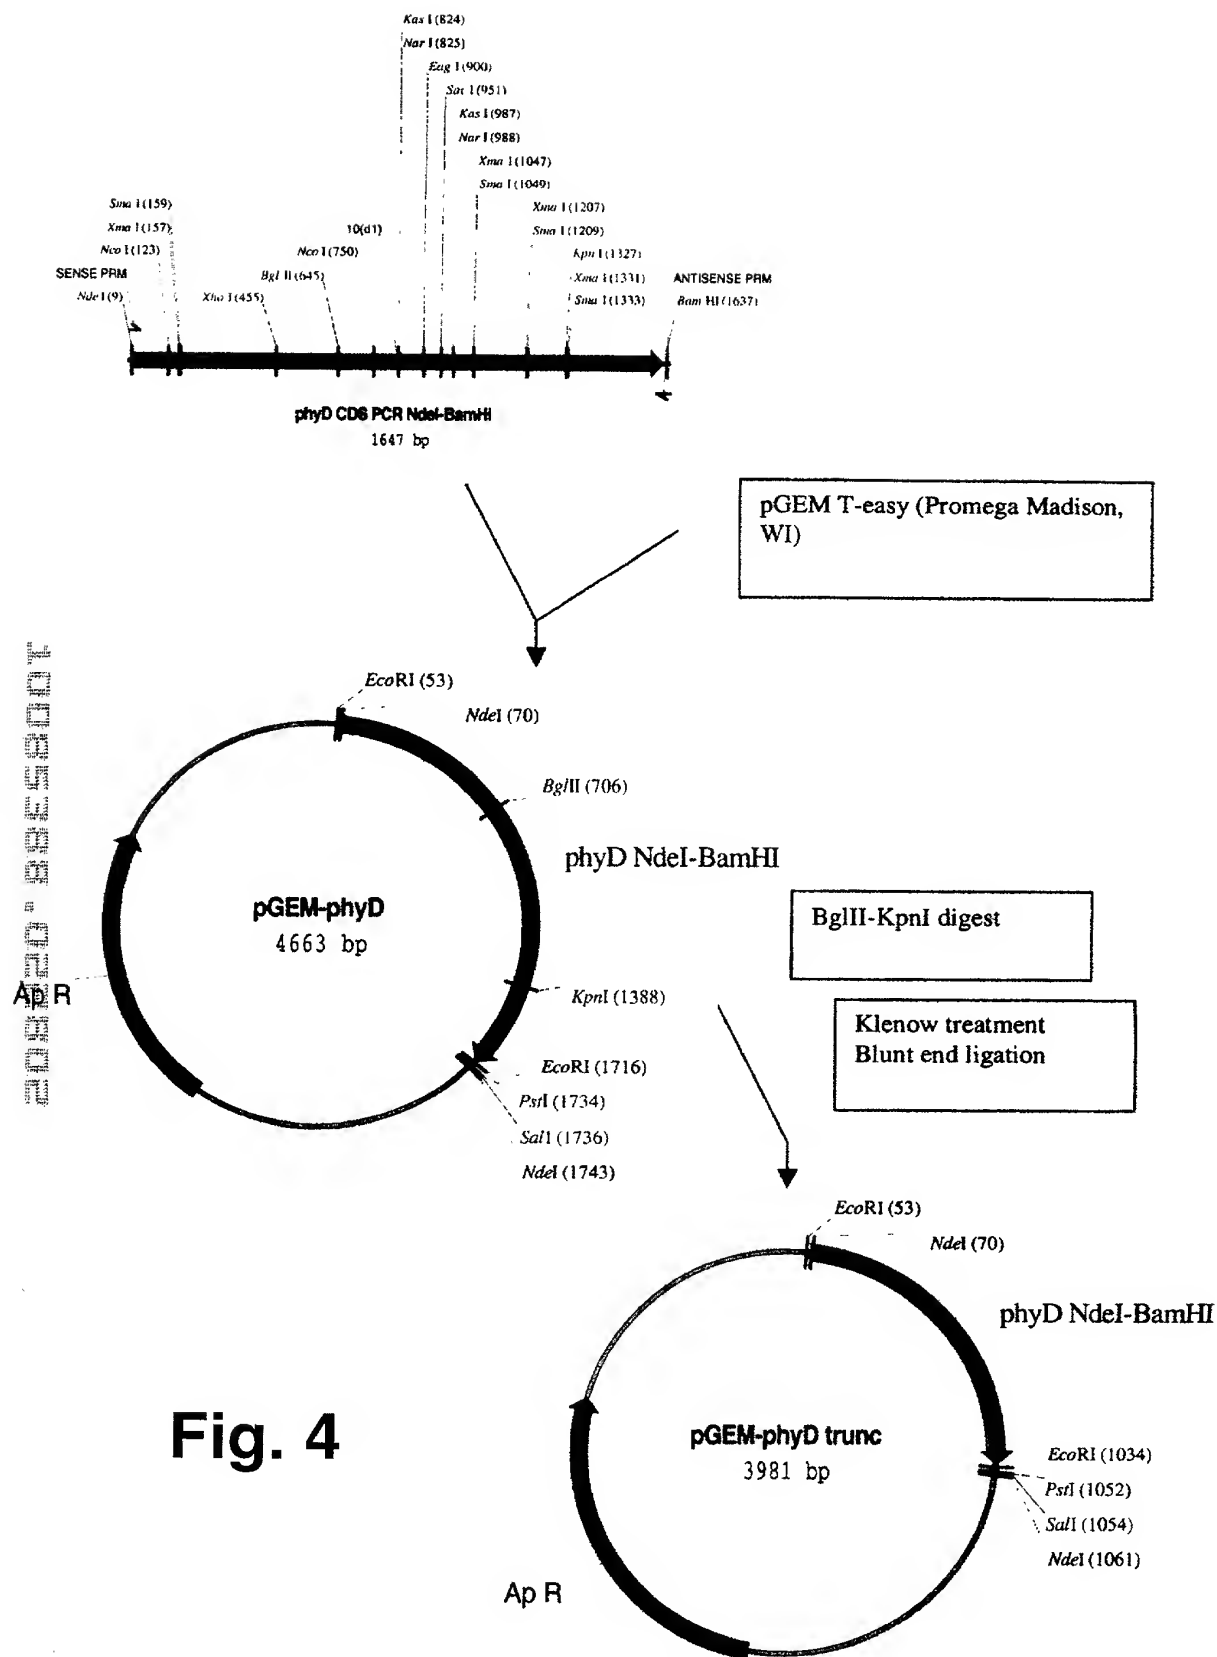 Kas I (824)
Nar I (825)
Eag I (900)
Sac I (951)
Kas I (987)
Nar I (988)
Xma I (1047)
Sma I (1049)
Sma I (159)
Xma I (157)
Nco I (123)
SENSE PRM
Nde I (9)
Xho I (455)
Bgl II (645)
Nco I (750)
10(d1)
Xma I (1207)
Sma I (1209)
Kpn I (1327)
Xma I (1331)
Sma I (1333)
ANTISENSE PRM
Bam HI (1637)
phyD CDS PCR NdeI-BamHI
1647 bp
pGEM T-easy (Promega Madison,
WI)
EcoRI (53)
NdeI (70)
BglII (706)
phyD NdeI-BamHI
pGEM-phyD
4663 bp
Ap R
KpnI (1388)
EcoRI (1716)
PstI (1734)
SalI (1736)
NdeI (1743)
BglII-KpnI digest
Klenow treatment
Blunt end ligation
EcoRI (53)
NdeI (70)
phyD NdeI-BamHI
pGEM-phyD trunc
3981 bp
EcoRI (1034)
PstI (1052)
SalI (1054)
NdeI (1061)
Ap R
Fig. 4